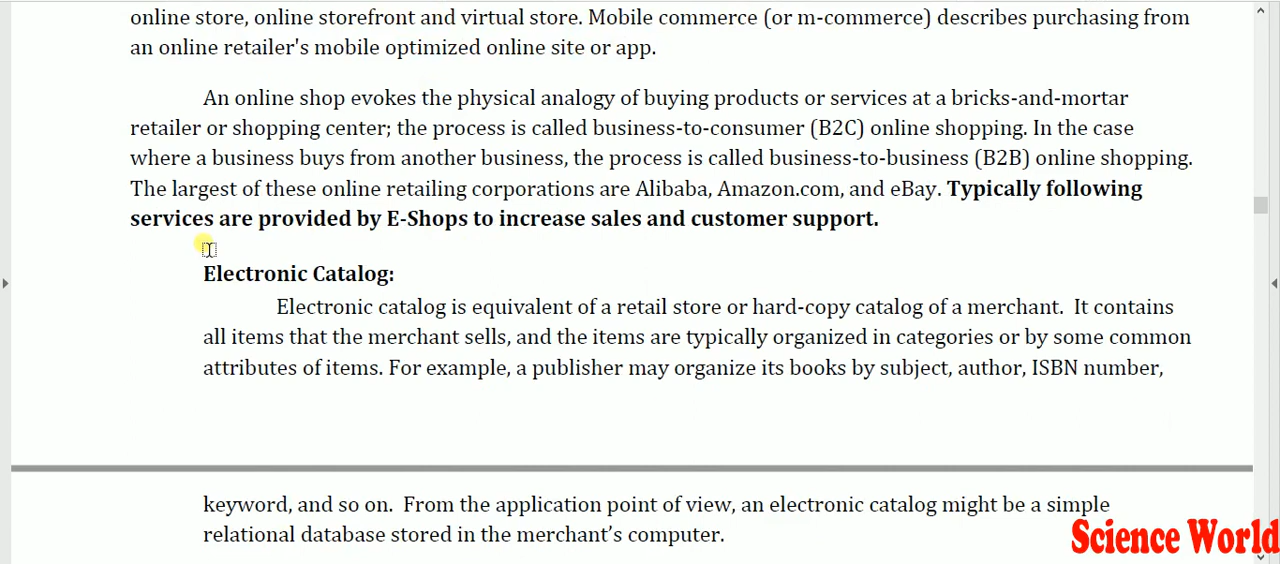 online store, online storefront and virtual store. Mobile commerce (or m-commerce) describes purchasing from
an online retailer's mobile optimized online site or app.
An online shop evokes the physical analogy of buying products or services at a bricks-and-mortar
retailer or shopping center; the process is called business-to-consumer (B2C) online shopping. In the case
where a business buys from another business, the process is called business-to-business (B2B) online shopping.
The largest of these online retailing corporations are Alibaba, Amazon.com, and eBay. Typically following
services are provided by E-Shops to increase sales and customer support.
Electronic Catalog:
Electronic catalog is equivalent of a retail store or hard-copy catalog of a merchant.  It contains
all items that the merchant sells, and the items are typically organized in categories or by some common
attributes of items. For example, a publisher may organize its books by subject, author, ISBN number,
keyword, and so on.  From the application point of view, an electronic catalog might be a simple
relational database stored in the merchant’s computer.
Science World